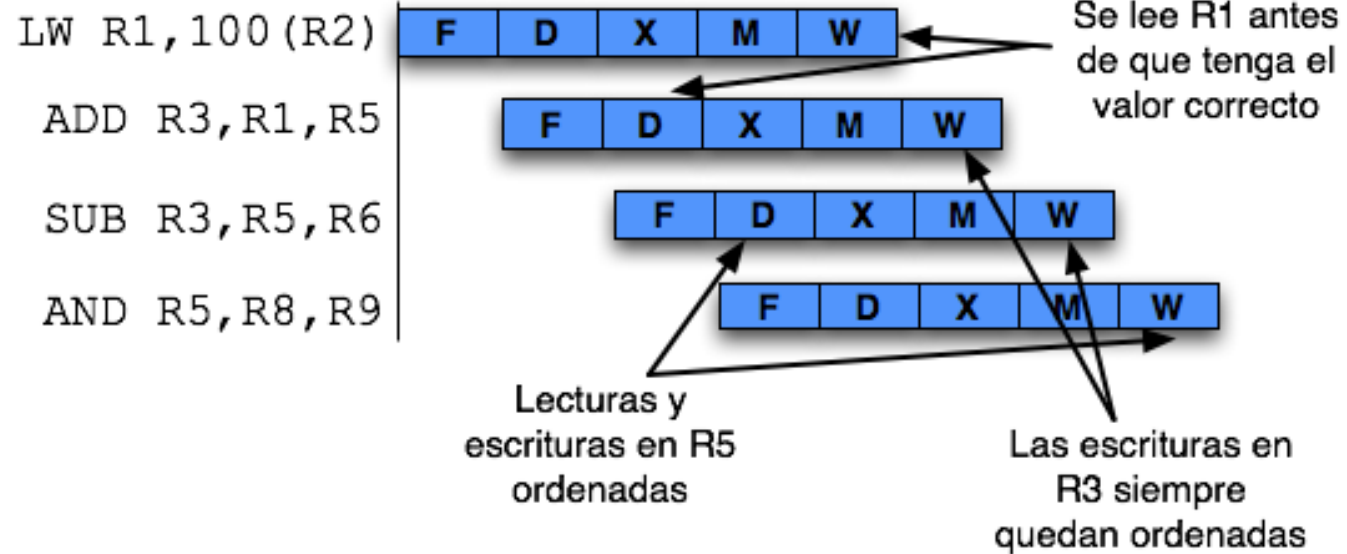 LW R1,100(R2)
F D X M W
Se lee R1 antes
de que tenga el
valor correcto
ADD R3,R1,R5
F D X M W
SUB R3,R5,R6
F D X M W
AND R5,R8,R9
F D X M W
Lecturas y
escrituras en R5
ordenadas
Las escrituras en
R3 siempre
quedan ordenadas